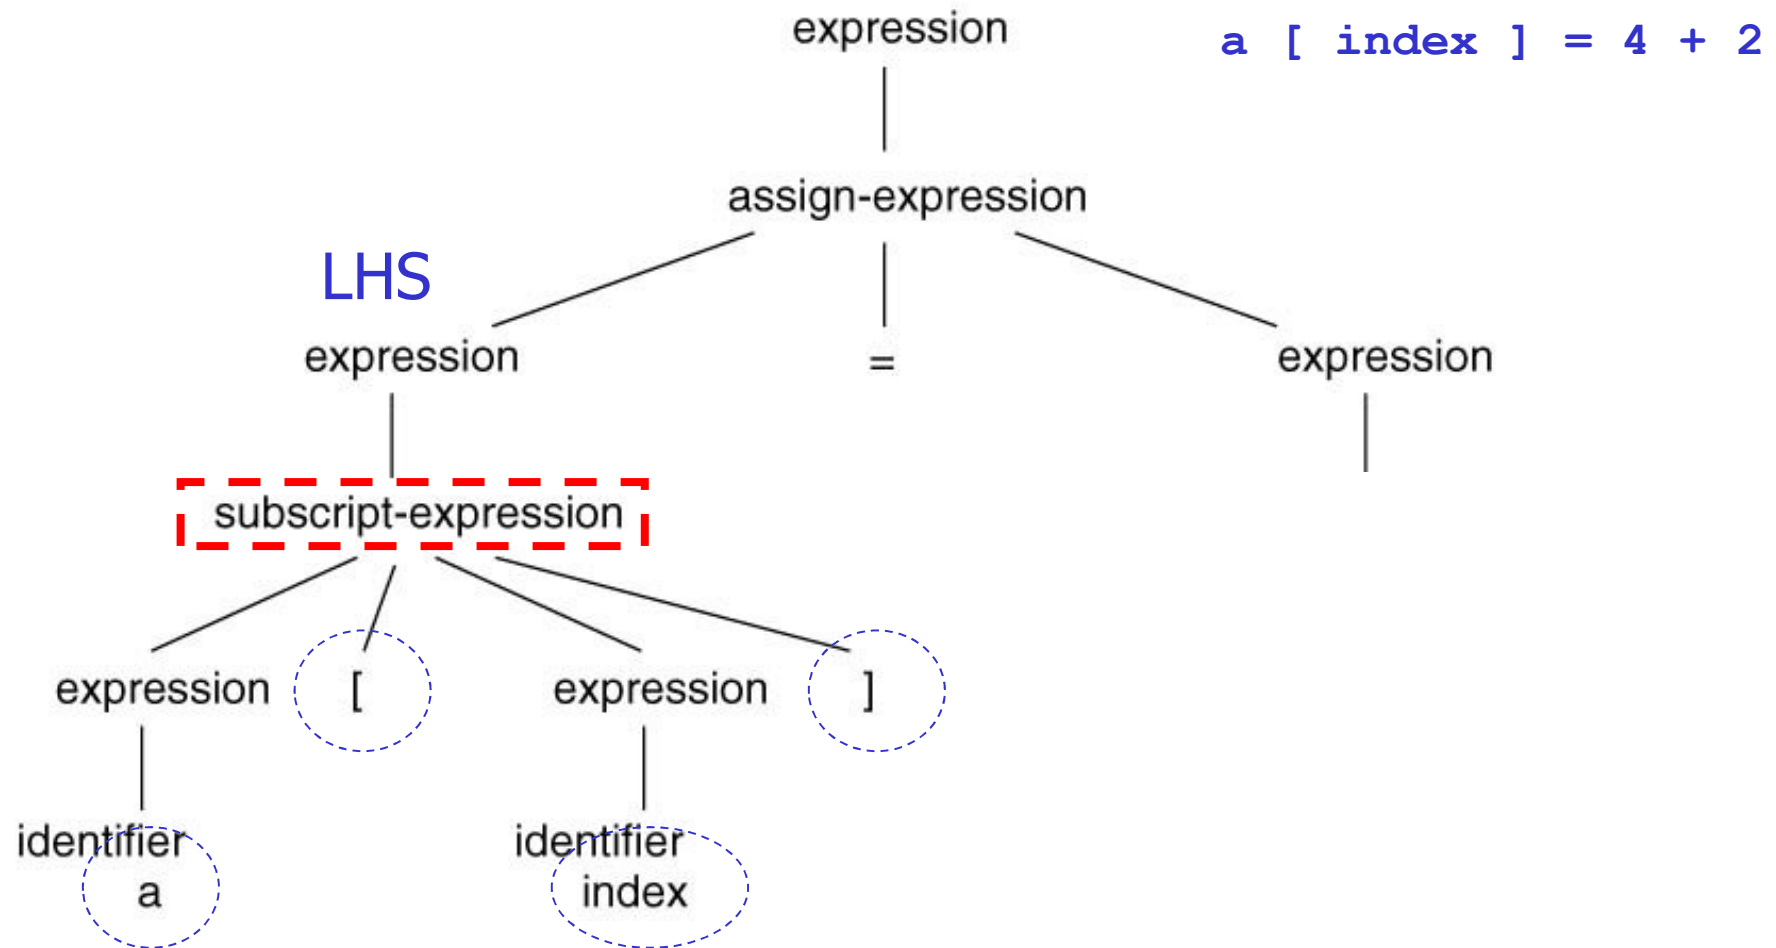 expression
a [ index ] = 4 + 2
assign-expression
LHS
expression = expression
subscript-expression
expression [ expression ]
identifier identifier
a index